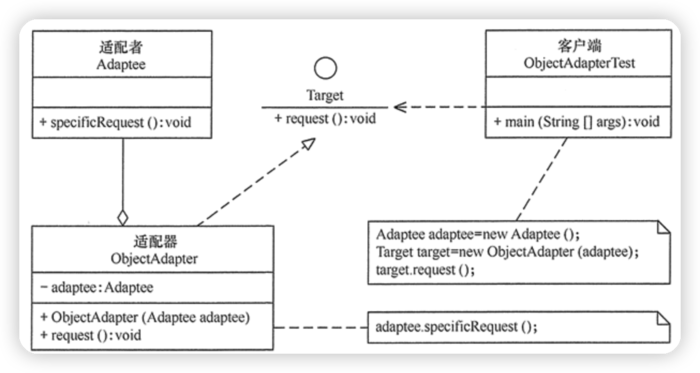 适配者
Adaptee
+ specificRequest ():void
Target
+ request ():void
客户端
ObjectAdapterTest
+ main (String [] args):void
适配器
ObjectAdapter
- adaptee:Adaptee
+ ObjectAdapter (Adaptee adaptee)
+ request ():void
Adaptee adaptee=new Adaptee ();
Target target=new ObjectAdapter (adaptee);
target.request ();
adaptee.specificRequest ();